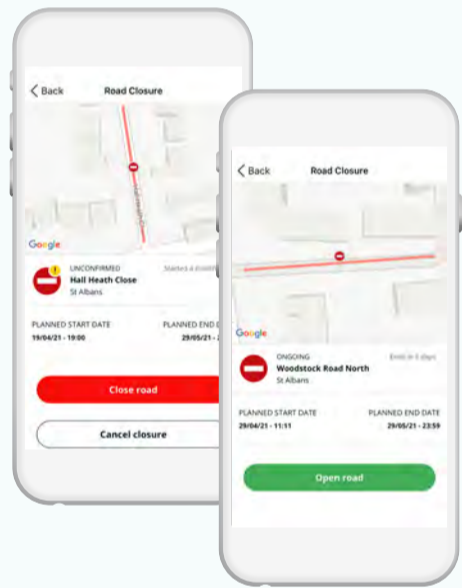 Back Road Closure
Google
UNCONFIRMED
Hall Heath Close
St Albans
PLANNED START DATE PLANNED END
19/04/21 - 19:00 29/05/21 -
Close road
Cancel closure
Back Road Closure
Google
ONGOING
Woodstock Road North
St Albans
PLANNED START DATE PLANNED END DATE
29/04/21 - 11:11 29/05/21 - 23:59
Open road